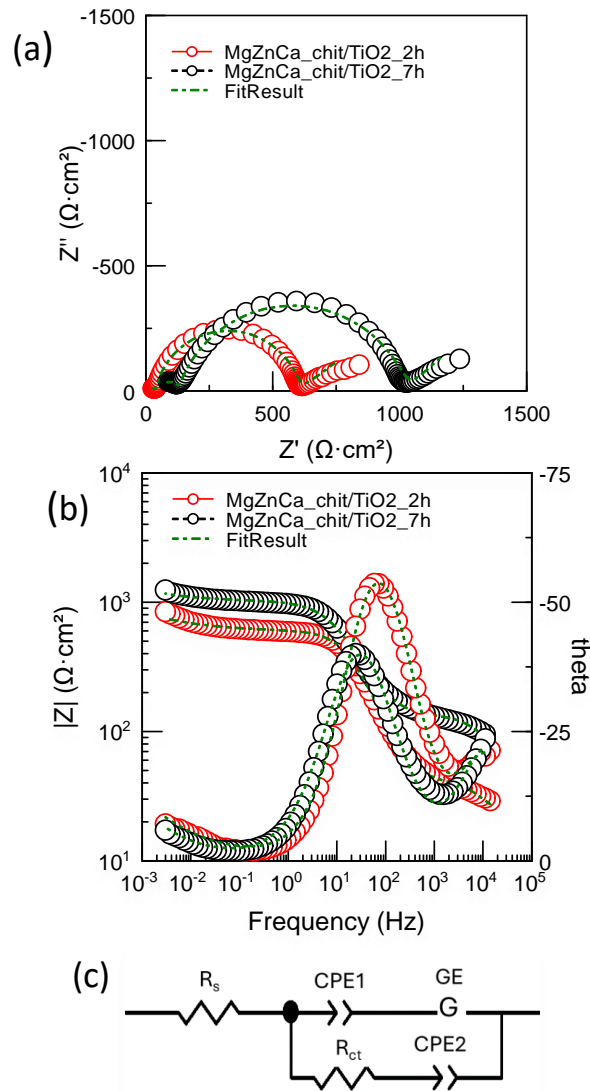 (a)
-1500
-1000
-500
0
Z'' (Ω·cm²)
MgZnCa_chit/TiO2_2h
MgZnCa_chit/TiO2_7h
FitResult
0
500
1000
1500
Z' (Ω·cm²)
(b)
10⁴
10³
10²
10¹
|Z| (Ω·cm²)
MgZnCa_chit/TiO2_2h
MgZnCa_chit/TiO2_7h
FitResult
-75
-50
-25
0
theta
10⁻³ 10⁻² 10⁻¹ 10⁰ 10¹ 10² 10³ 10⁴ 10⁵
Frequency (Hz)
(c)
Rs
CPE1
GE
G
Rct
CPE2